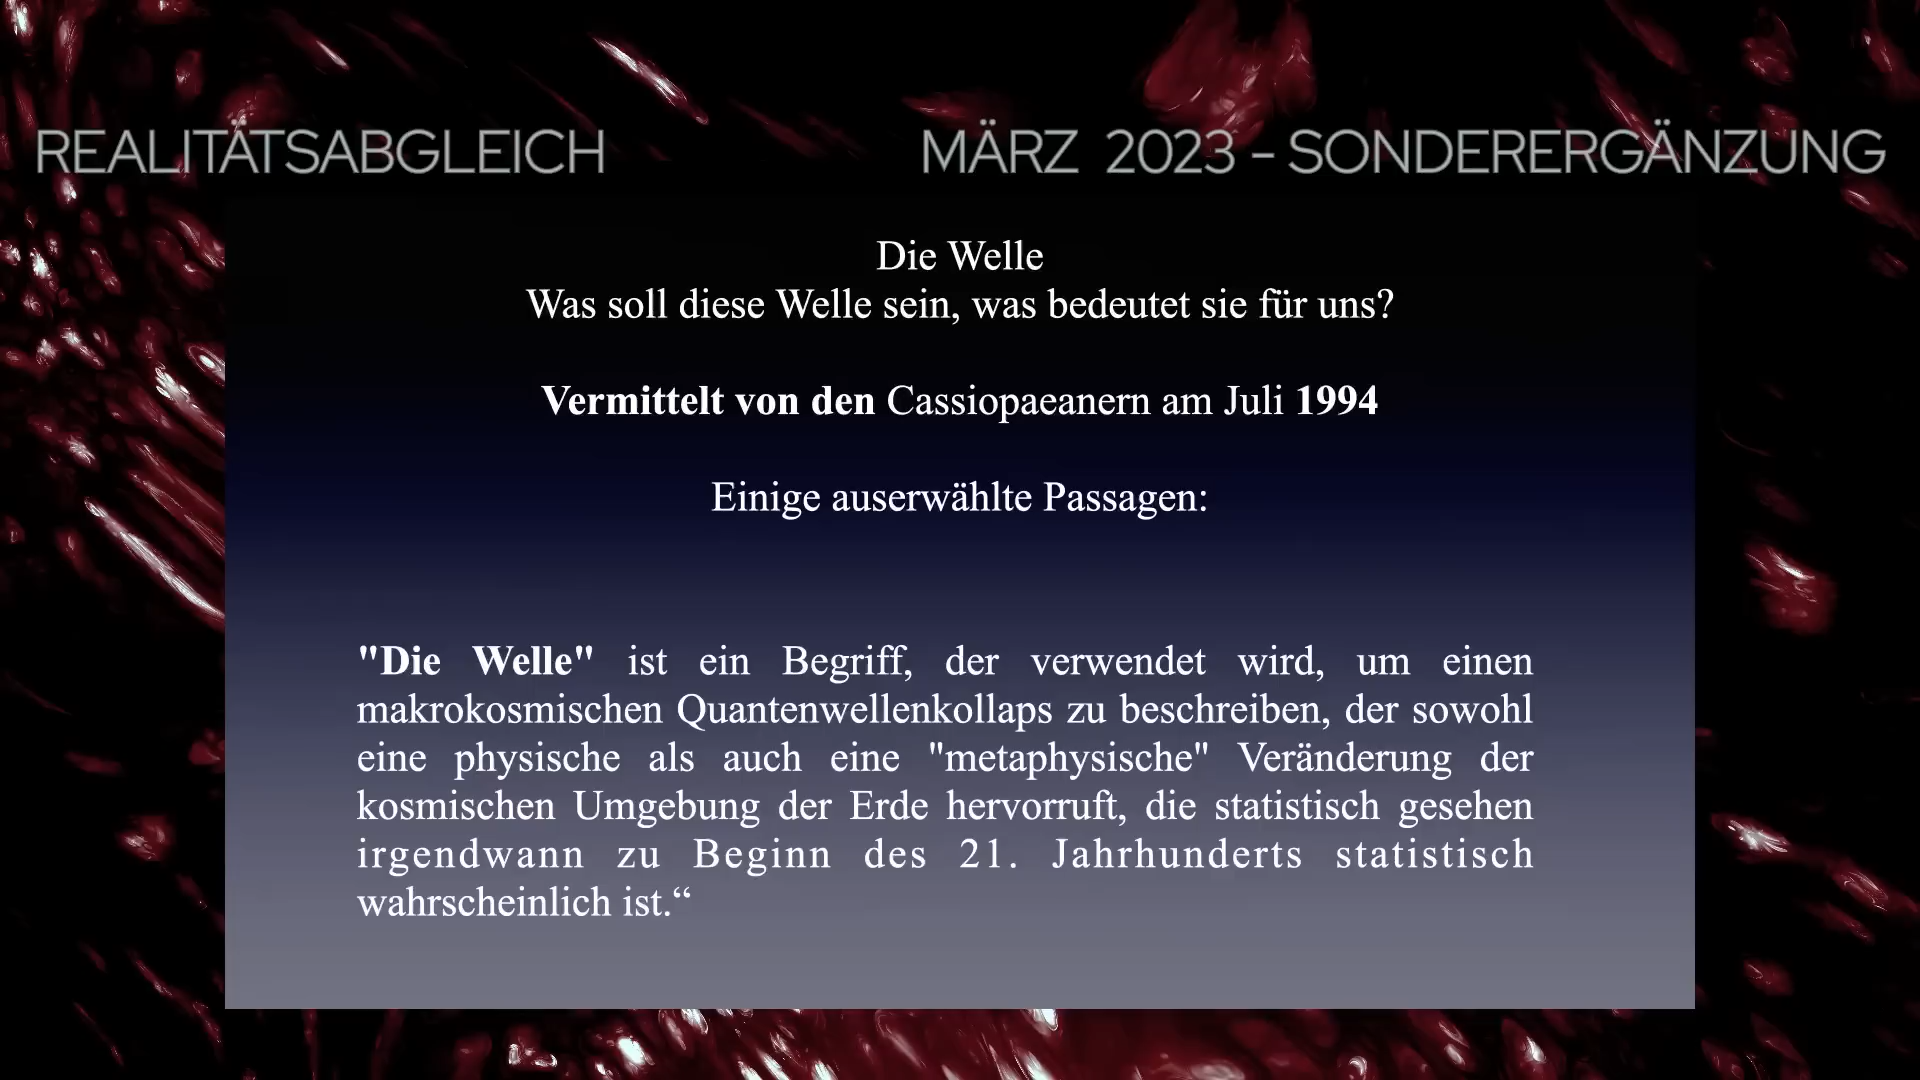 REALITÄTSABGLEICH
MÄRZ 2023 – SONDERERGÄNZUNG
Die Welle
Was soll diese Welle sein, was bedeutet sie für uns?
Vermittelt von den Cassiopaeanern am Juli 1994
Einige auserwählte Passagen:
"Die Welle" ist ein Begriff, der verwendet wird, um einen
makrokosmischen Quantenwellenkollaps zu beschreiben, der sowohl
eine physische als auch eine "metaphysische" Veränderung der
kosmischen Umgebung der Erde hervorruft, die statistisch gesehen
irgendwann zu Beginn des 21. Jahrhunderts statistisch
wahrscheinlich ist.“